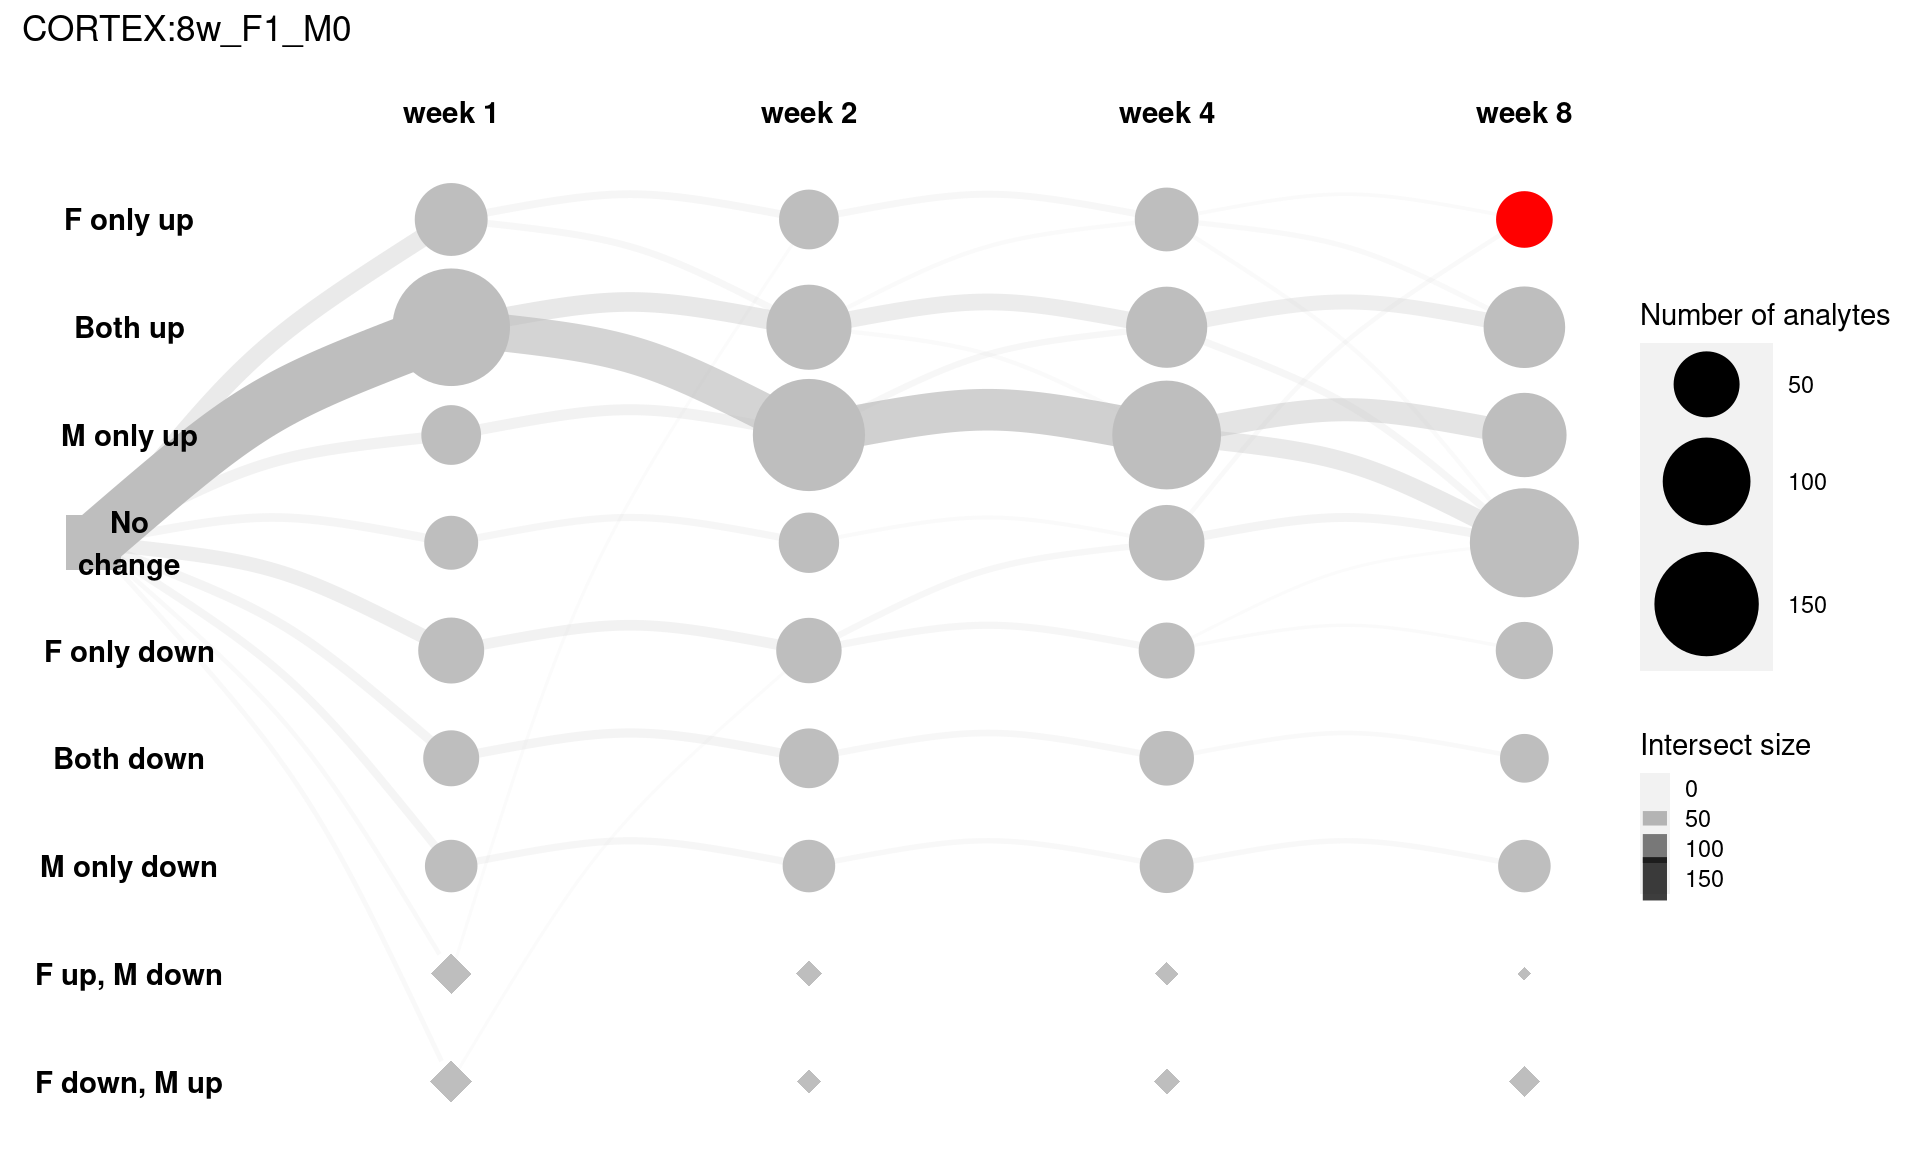 CORTEX:8w_F1_M0
week 1
week 2
week 4
week 8
F only up
Both up
M only up
No
change
F only down
Both down
M only down
F up, M down
F down, M up
Number of analytes
50
100
150
Intersect size
0
50
100
150